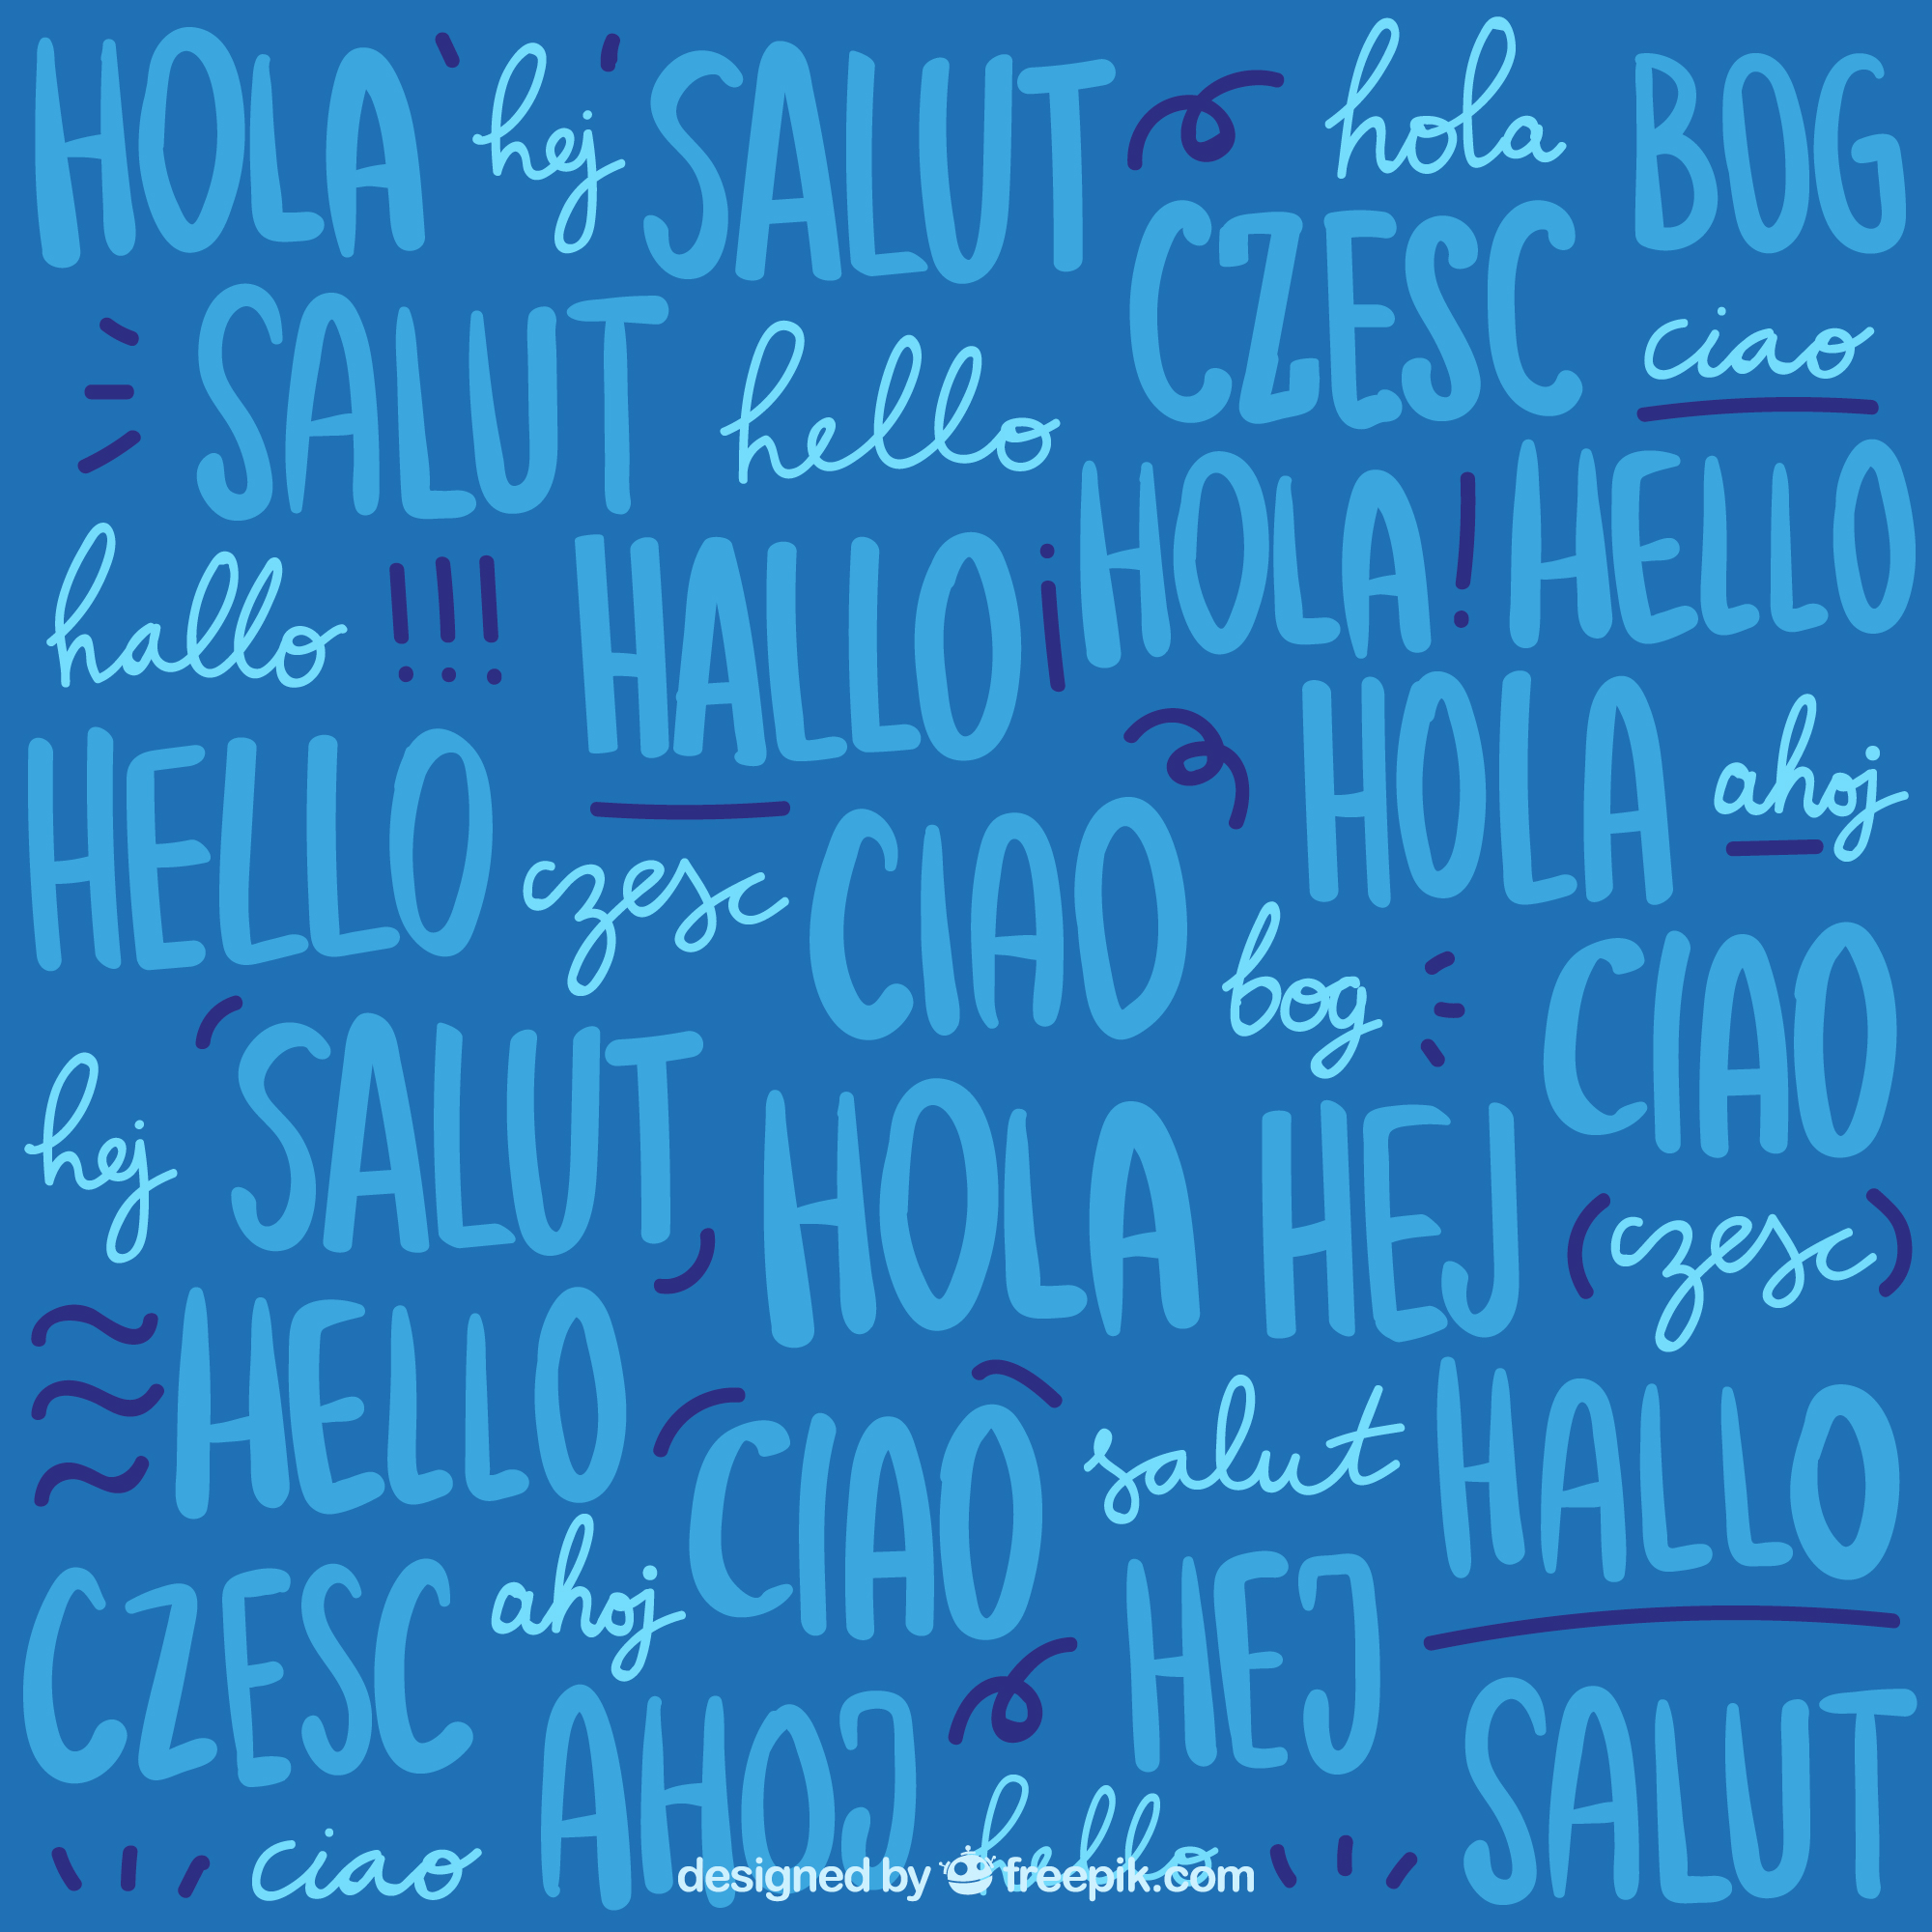 HOLA hej SALUT hola BOG
CZESC
SALUT hello ciao
hallo !!! HALLO ¡HOLA! HELLO
HELLO HOLA ahoj
czesc CIAO bog CIAO
hej SALUT HOLA HEJ (czesc)
HELLO CIAO salut HALLO
CZESC ahoj HEJ
AHOJ SALUT
ciao hello
designed by freepik.com